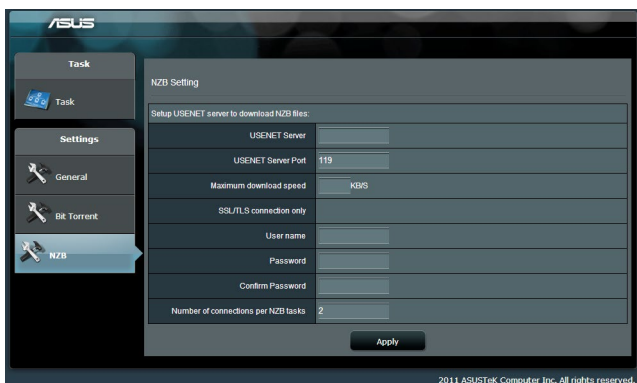 ASUS
Task
Task
Settings
General
Bit Torrent
NZB
NZB Setting
Setup USENET server to download NZB files:
USENET Server
USENET Server Port 119
Maximum download speed KB/S
SSL/TLS connection only
User name
Password
Confirm Password
Number of connections per NZB tasks 2
Apply
2011 ASUSTeK Computer Inc. All rights reserved.